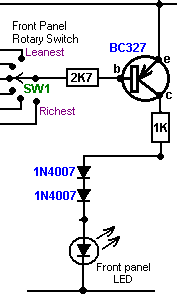 Front Panel
Rotary Switch
Leanest
BC327
e
2K7
b
SW1
c
Richest
1K
1N4007
1N4007
Front panel
LED